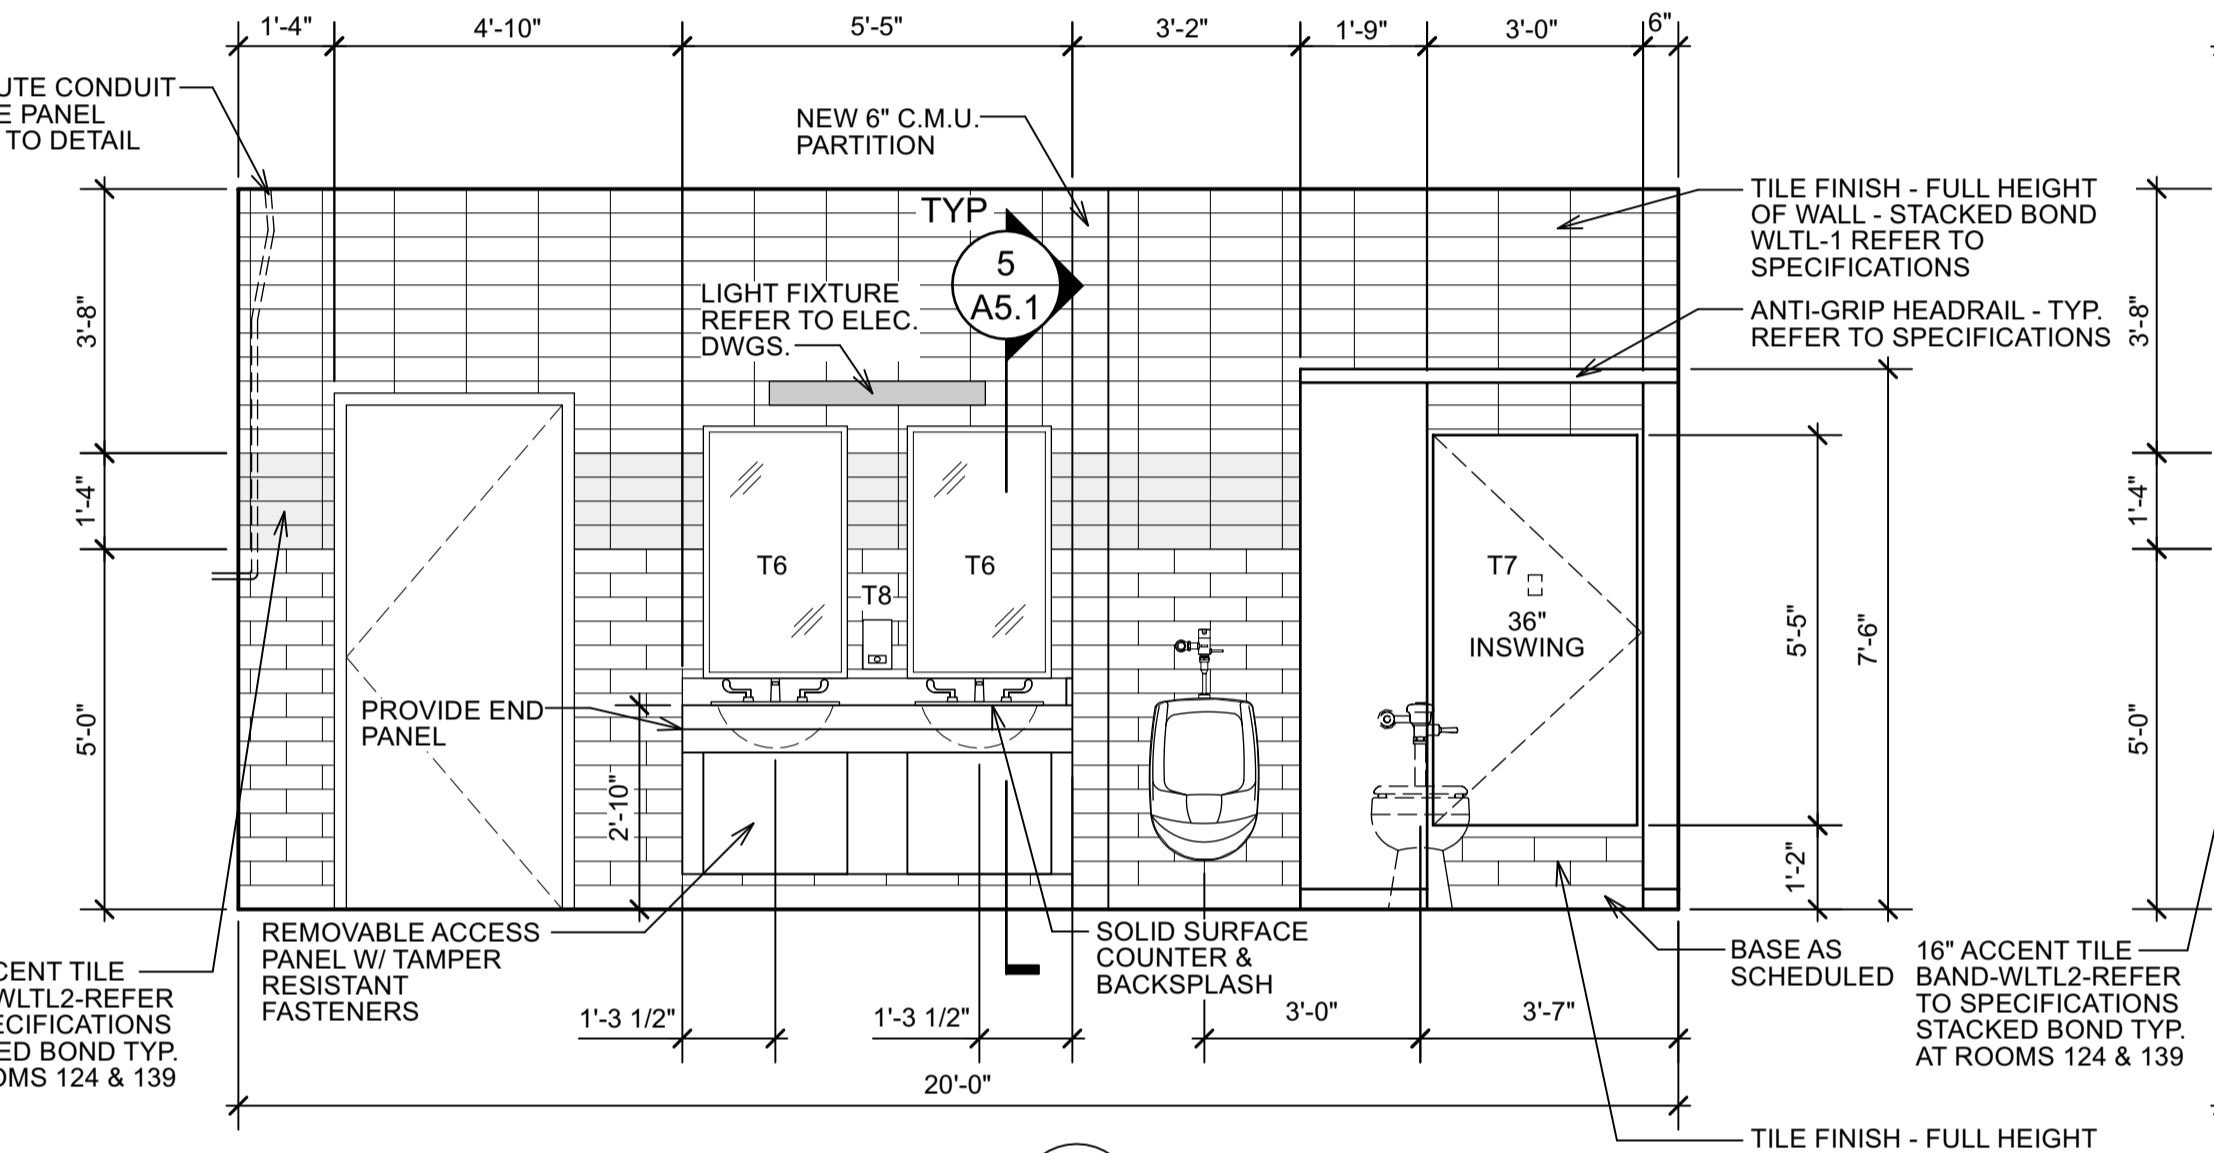 1'-4"
4'-10"
5'-5"
3'-2"
1'-9"
3'-0"
6"
UTE CONDUIT
E PANEL
TO DETAIL
NEW 6" C.M.U.
PARTITION
TYP
5
A5.1
LIGHT FIXTURE
REFER TO ELEC.
DWGS.
TILE FINISH - FULL HEIGHT
OF WALL - STACKED BOND
WLTL-1 REFER TO
SPECIFICATIONS
ANTI-GRIP HEADRAIL - TYP.
REFER TO SPECIFICATIONS
3'-8"
1'-4"
5'-0"
3'-8"
1'-4"
5'-0"
T6
T8
T6
T7
36"
INSWING
5'-5"
7'-6"
1'-2"
PROVIDE END
PANEL
2'-10"
REMOVABLE ACCESS
PANEL W/ TAMPER
RESISTANT
FASTENERS
SOLID SURFACE
COUNTER &
BACKSPLASH
BASE AS
SCHEDULED
CENT TILE
WLTL2-REFER
ECIFICATIONS
ED BOND TYP.
OMS 124 & 139
16" ACCENT TILE
BAND-WLTL2-REFER
TO SPECIFICATIONS
STACKED BOND TYP.
AT ROOMS 124 & 139
1'-3 1/2"
1'-3 1/2"
3'-0"
3'-7"
20'-0"
TILE FINISH - FULL HEIGHT